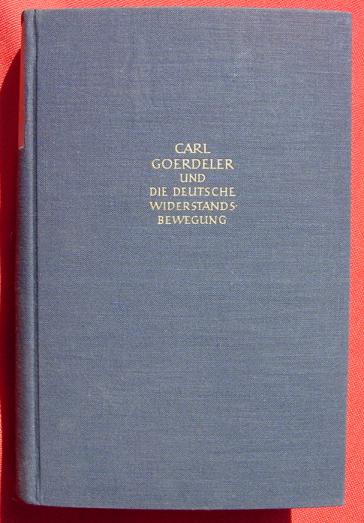 CARL
GOERDELER
UND
DIE DEUTSCHE
WIDERSTANDS-
BEWEGUNG